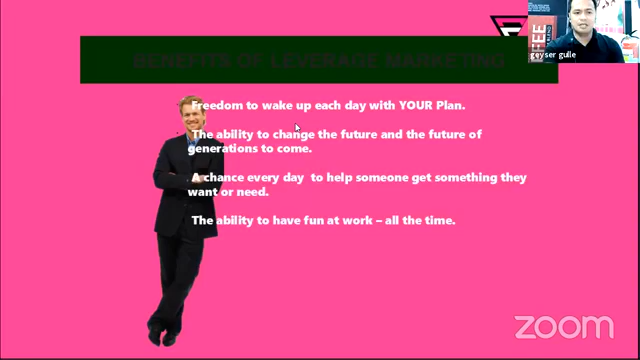 BENEFITS OF LEVERAGE MARKETING
Freedom to wake up each day with YOUR Plan.
The ability to change the future and the future of
generations to come.
A chance every day to help someone get something they
want or need.
The ability to have fun at work – all the time.
geyser guille
zoom